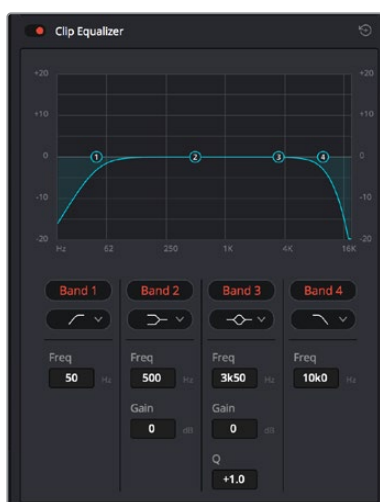 Clip Equalizer
+20 +20
+10 +10
0 0
-10 -10
-20 -20
Hz 62 250 1K 4K 16K
1 2 3 4
Band 1 Band 2 Band 3 Band 4
Freq Freq Freq Freq
50 Hz 500 Hz 3k50 Hz 10k0 Hz
Gain Gain
0 dB 0 dB
Q
+1.0